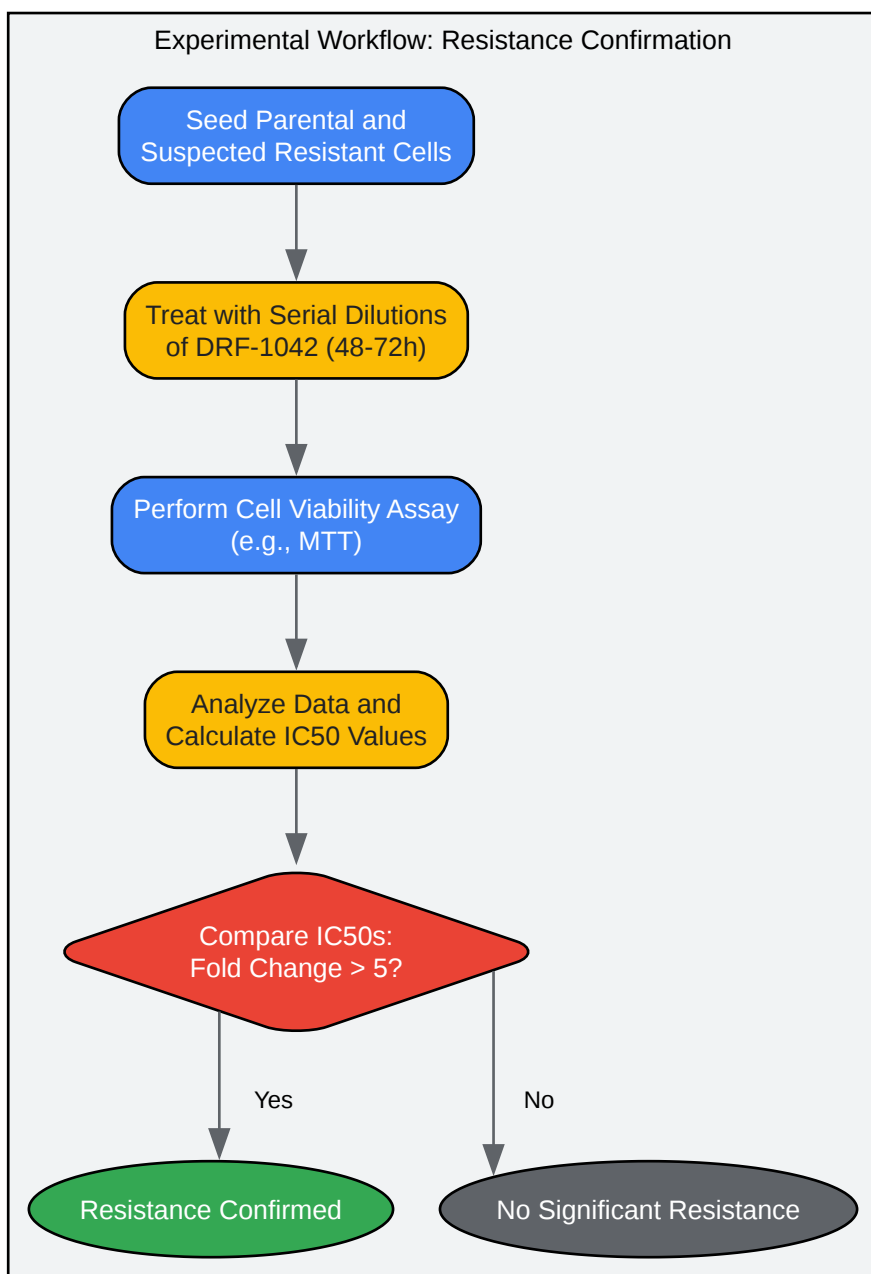 Experimental Workflow: Resistance Confirmation
Seed Parental and
Suspected Resistant Cells
Treat with Serial Dilutions
of DRF-1042 (48-72h)
Perform Cell Viability Assay
(e.g., MTT)
Analyze Data and
Calculate IC50 Values
Compare IC50s:
Fold Change > 5?
Yes
No
Resistance Confirmed
No Significant Resistance